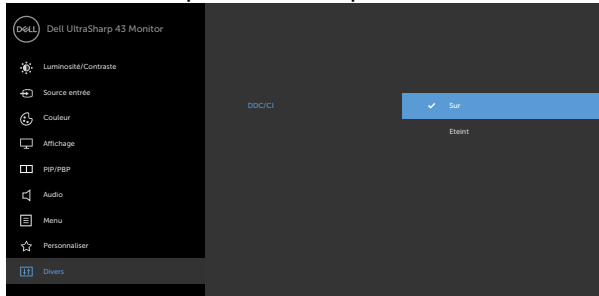 DELL Dell UltraSharp 43 Monitor
Luminosité/Contraste
Source entrée
DDC/CI Sur
Couleur
Eteint
Affichage
PIP/PBP
Audio
Menu
Personnaliser
Divers